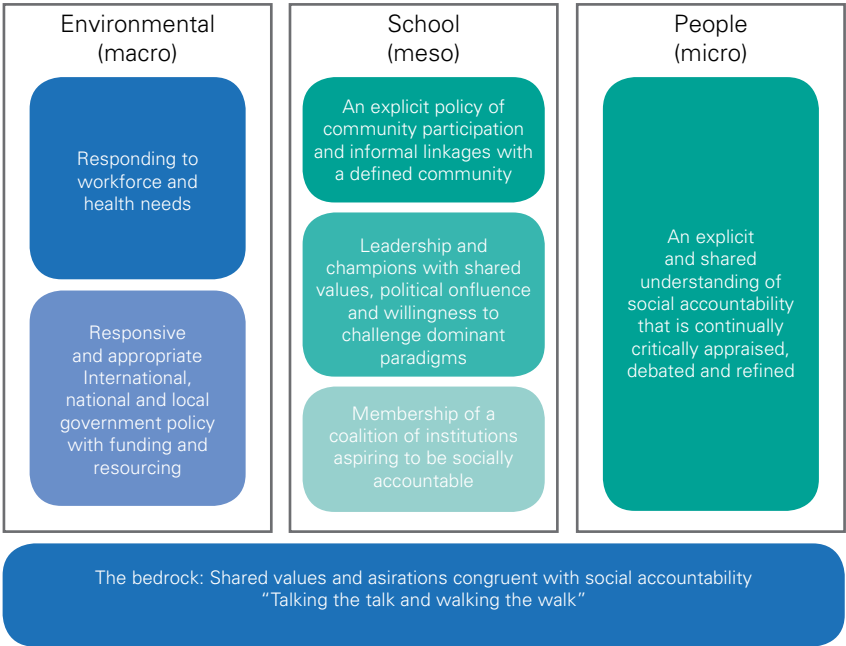 Environmental
(macro)
Responding to
workforce and
health needs
Responsive
and appropriate
International,
national and local
government policy
with funding and
resourcing
School
(meso)
An explicit policy of
community participation
and informal linkages with
a defined community
Leadership and
champions with shared
values, political onfluence
and willingness to
challenge dominant
paradigms
Membership of a
coalition of institutions
aspiring to be socially
accountable
People
(micro)
An explicit
and shared
understanding of
social accountability
that is continually
critically appraised,
debated and refined
The bedrock: Shared values and asirations congruent with social accountability
“Talking the talk and walking the walk”